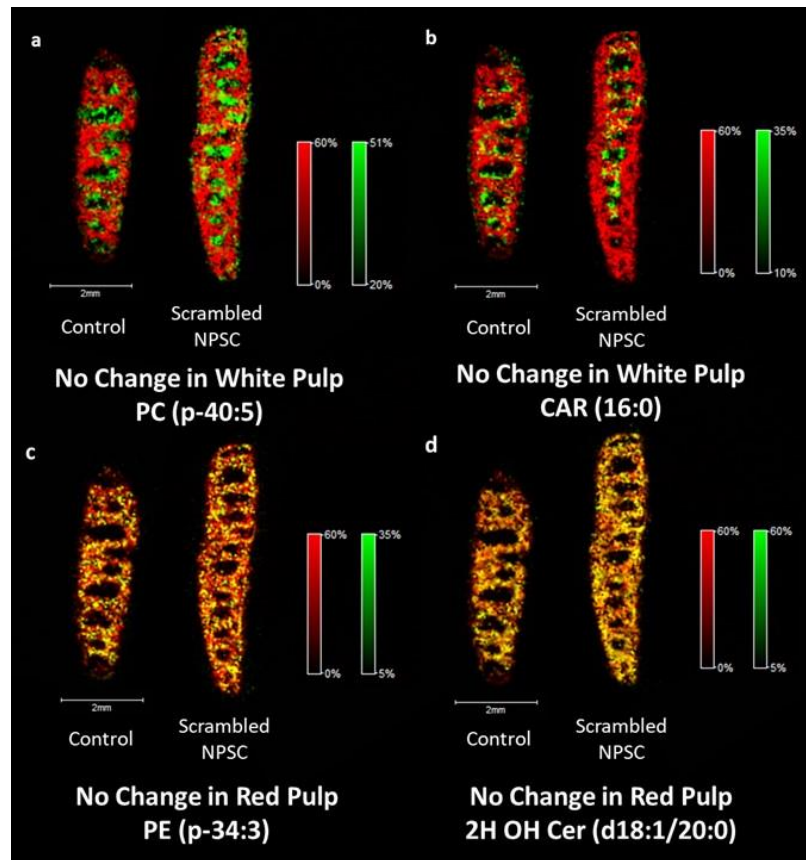 a
60%
51%
0%
20%
2mm
Control
Scrambled
NPSC
No Change in White Pulp
PC (p-40:5)
b
60%
35%
0%
10%
2mm
Control
Scrambled
NPSC
No Change in White Pulp
CAR (16:0)
c
60%
35%
0%
5%
2mm
Control
Scrambled
NPSC
No Change in Red Pulp
PE (p-34:3)
d
60%
60%
0%
5%
2mm
Control
Scrambled
NPSC
No Change in Red Pulp
2H OH Cer (d18:1/20:0)